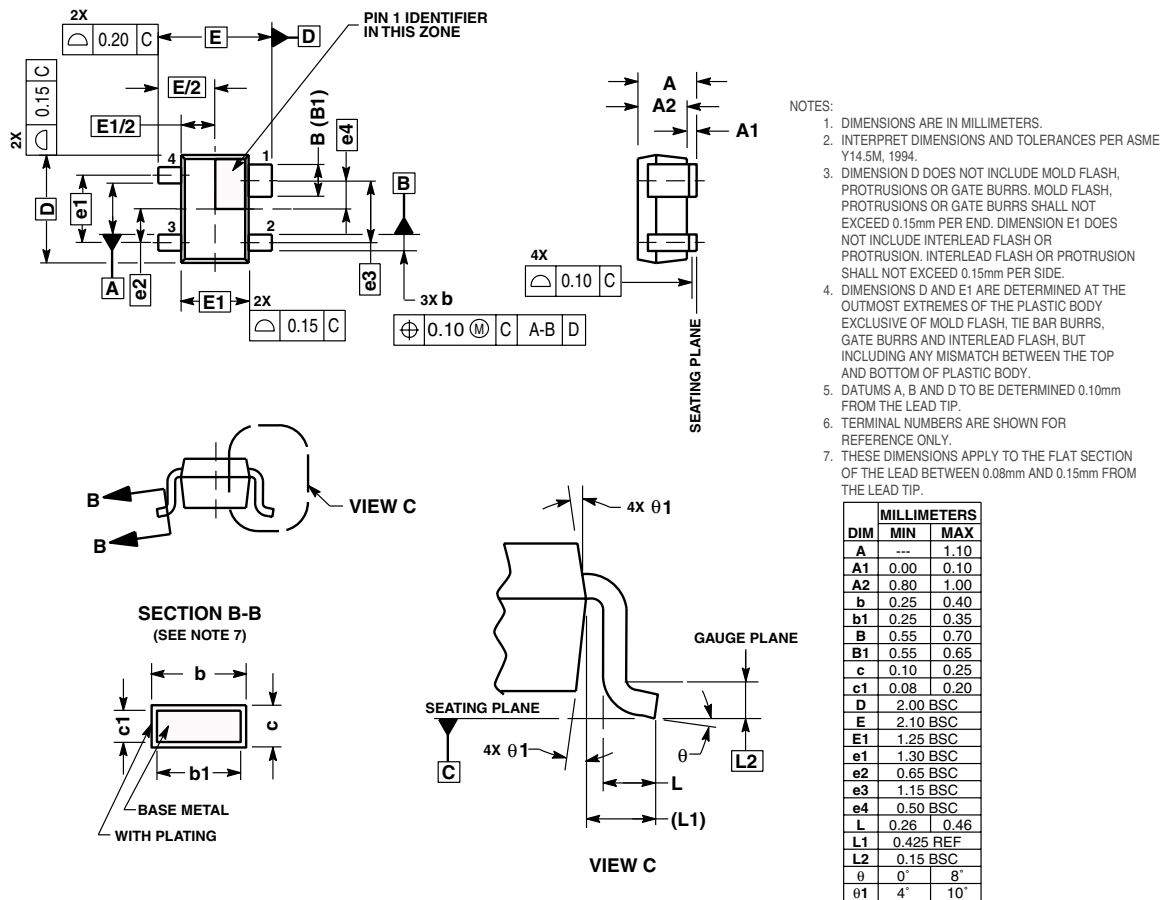 2X
0.20 C
E
D
PIN 1 IDENTIFIER
IN THIS ZONE
2X
0.15 C
E/2
E1/2
B (B1)
e4
4
1
B
D
e1
3
2
A
e2
e3
E1
2X
0.15 C
3X b
⌖ 0.10 Ⓜ C A-B D
A
A2
A1
4X
0.10 C
SEATING PLANE
NOTES:
1. DIMENSIONS ARE IN MILLIMETERS.
2. INTERPRET DIMENSIONS AND TOLERANCES PER ASME
Y14.5M, 1994.
3. DIMENSION D DOES NOT INCLUDE MOLD FLASH,
PROTRUSIONS OR GATE BURRS. MOLD FLASH,
PROTRUSIONS OR GATE BURRS SHALL NOT
EXCEED 0.15mm PER END. DIMENSION E1 DOES
NOT INCLUDE INTERLEAD FLASH OR
PROTRUSION. INTERLEAD FLASH OR PROTRUSION
SHALL NOT EXCEED 0.15mm PER SIDE.
4. DIMENSIONS D AND E1 ARE DETERMINED AT THE
OUTMOST EXTREMES OF THE PLASTIC BODY
EXCLUSIVE OF MOLD FLASH, TIE BAR BURRS,
GATE BURRS AND INTERLEAD FLASH, BUT
INCLUDING ANY MISMATCH BETWEEN THE TOP
AND BOTTOM OF PLASTIC BODY.
5. DATUMS A, B AND D TO BE DETERMINED 0.10mm
FROM THE LEAD TIP.
6. TERMINAL NUMBERS ARE SHOWN FOR
REFERENCE ONLY.
7. THESE DIMENSIONS APPLY TO THE FLAT SECTION
OF THE LEAD BETWEEN 0.08mm AND 0.15mm FROM
THE LEAD TIP.
B
B
VIEW C
SECTION B-B
(SEE NOTE 7)
b
c1
c
b1
BASE METAL
WITH PLATING
4X θ1
GAUGE PLANE
SEATING PLANE
C
4X θ1
θ
L2
L
(L1)
VIEW C
MILLIMETERS
DIM MIN MAX
A --- 1.10
A1 0.00 0.10
A2 0.80 1.00
b 0.25 0.40
b1 0.25 0.35
B 0.55 0.70
B1 0.55 0.65
c 0.10 0.25
c1 0.08 0.20
D 2.00 BSC
E 2.10 BSC
E1 1.25 BSC
e1 1.30 BSC
e2 0.65 BSC
e3 1.15 BSC
e4 0.50 BSC
L 0.26 0.46
L1 0.425 REF
L2 0.15 BSC
θ 0° 8°
θ1 4° 10°